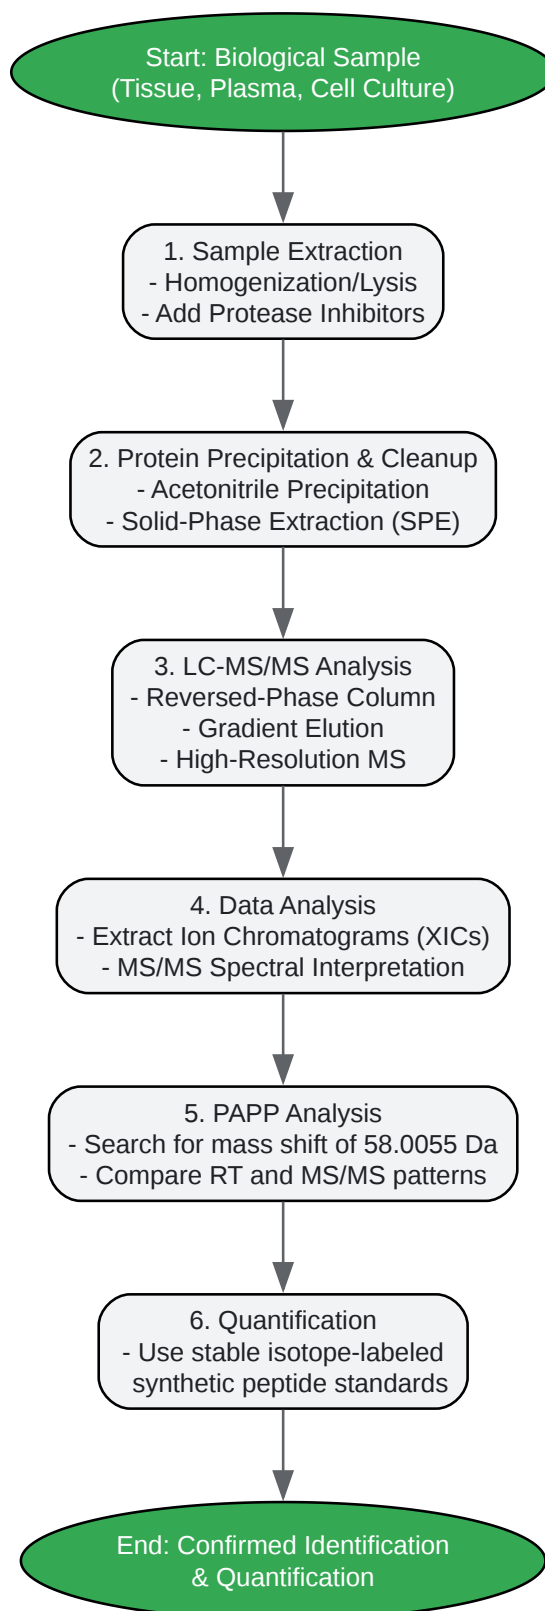 Start: Biological Sample
(Tissue, Plasma, Cell Culture)
1. Sample Extraction
- Homogenization/Lysis
- Add Protease Inhibitors
2. Protein Precipitation & Cleanup
- Acetonitrile Precipitation
- Solid-Phase Extraction (SPE)
3. LC-MS/MS Analysis
- Reversed-Phase Column
- Gradient Elution
- High-Resolution MS
4. Data Analysis
- Extract Ion Chromatograms (XICs)
- MS/MS Spectral Interpretation
5. PAPP Analysis
- Search for mass shift of 58.0055 Da
- Compare RT and MS/MS patterns
6. Quantification
- Use stable isotope-labeled
synthetic peptide standards
End: Confirmed Identification
& Quantification